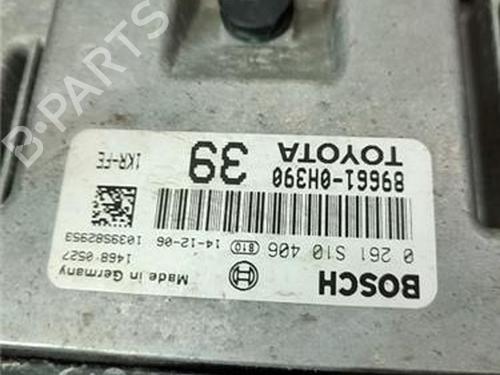 BOSCH
Made in Germany
0 261 S10 406
B10
14-12-06
1468 0527
1039S82953
89661-0H390
TOYOTA
39
1KR-FE
B-PARTS